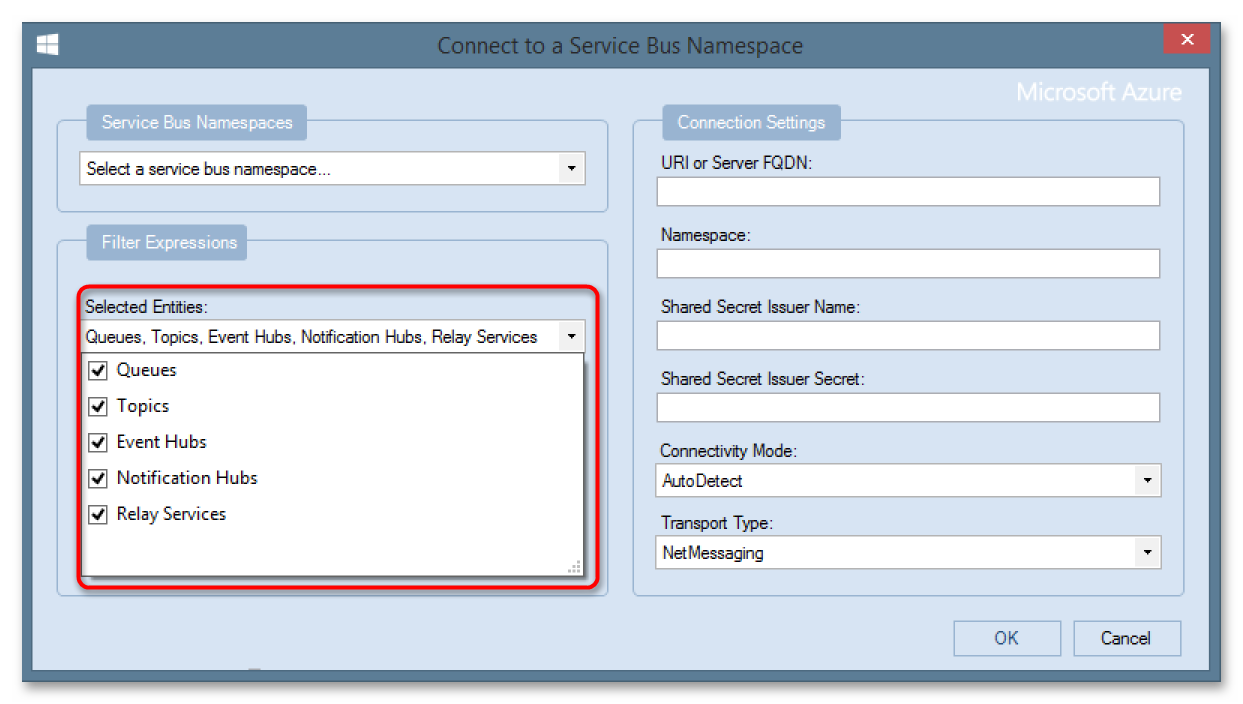 Connect to a Service Bus Namespace
Microsoft Azure
Service Bus Namespaces
Select a service bus namespace...
Filter Expressions
Selected Entities:
Queues, Topics, Event Hubs, Notification Hubs, Relay Services
Queues
Topics
Event Hubs
Notification Hubs
Relay Services
Connection Settings
URI or Server FQDN:
Namespace:
Shared Secret Issuer Name:
Shared Secret Issuer Secret:
Connectivity Mode:
AutoDetect
Transport Type:
NetMessaging
OK
Cancel